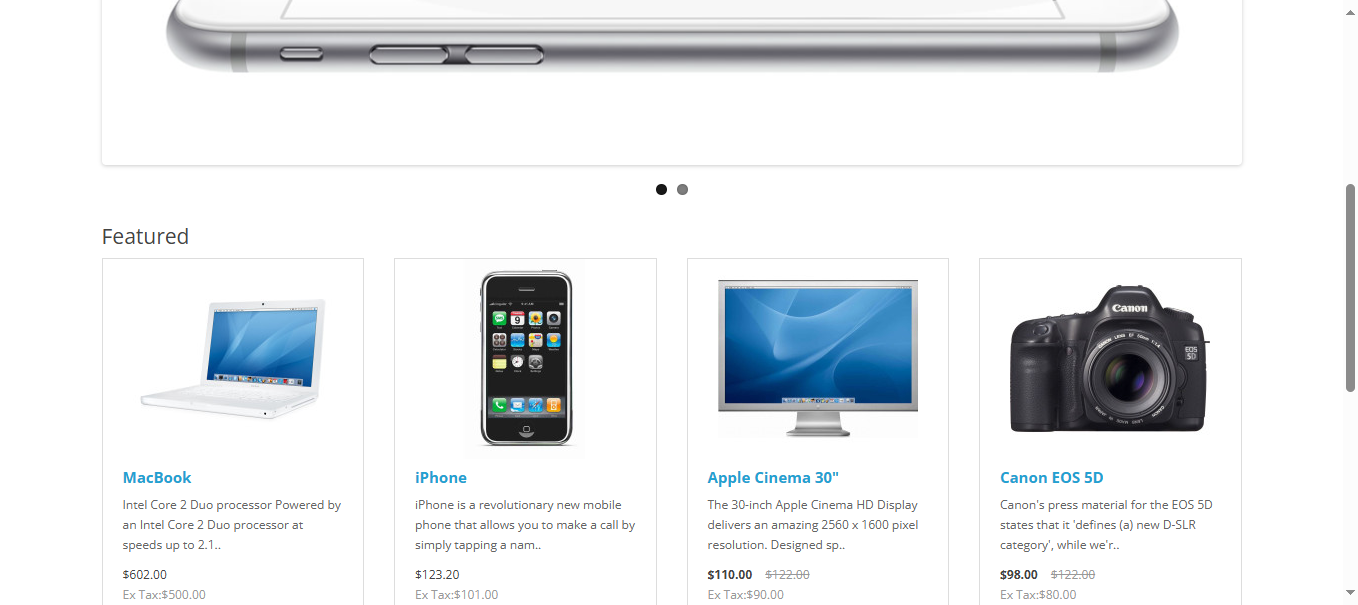 Featured
MacBook
Intel Core 2 Duo processor Powered by
an Intel Core 2 Duo processor at
speeds up to 2.1..
$602.00
Ex Tax:$500.00
iPhone
iPhone is a revolutionary new mobile
phone that allows you to make a call by
simply tapping a nam..
$123.20
Ex Tax:$101.00
Apple Cinema 30"
The 30-inch Apple Cinema HD Display
delivers an amazing 2560 x 1600 pixel
resolution. Designed sp..
$110.00 $122.00
Ex Tax:$90.00
Canon
EOS
5D
Canon EOS 5D
Canon's press material for the EOS 5D
states that it 'defines (a) new D-SLR
category', while we'r..
$98.00 $122.00
Ex Tax:$80.00